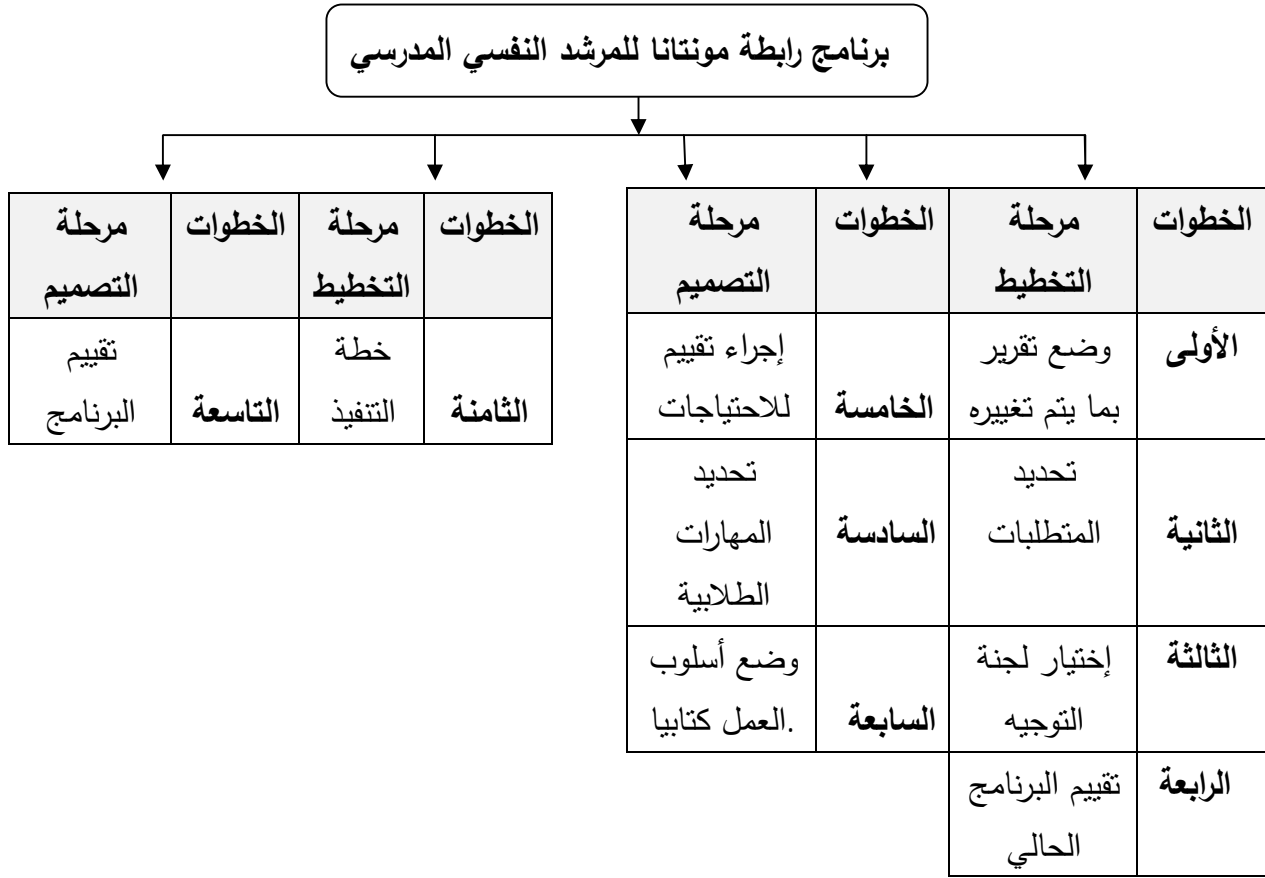 برنامج رابطة مونتانا للمرشد النفسي المدرسي
الخطوات
مرحلة
التخطيط
الخطوات
مرحلة
التصميم
الأولى
وضع تقرير
بما يتم تغييره
الخامسة
إجراء تقييم
للاحتياجات
الثانية
تحديد
المتطلبات
السادسة
تحديد
المهارات
الطلابية
الثالثة
إختيار لجنة
التوجيه
السابعة
وضع أسلوب
العمل كتابيا.
الرابعة
تقييم البرنامج
الحالي
الخطوات
مرحلة
التخطيط
الخطوات
مرحلة
التصميم
الثامنة
خطة
التنفيذ
التاسعة
تقييم
البرنامج